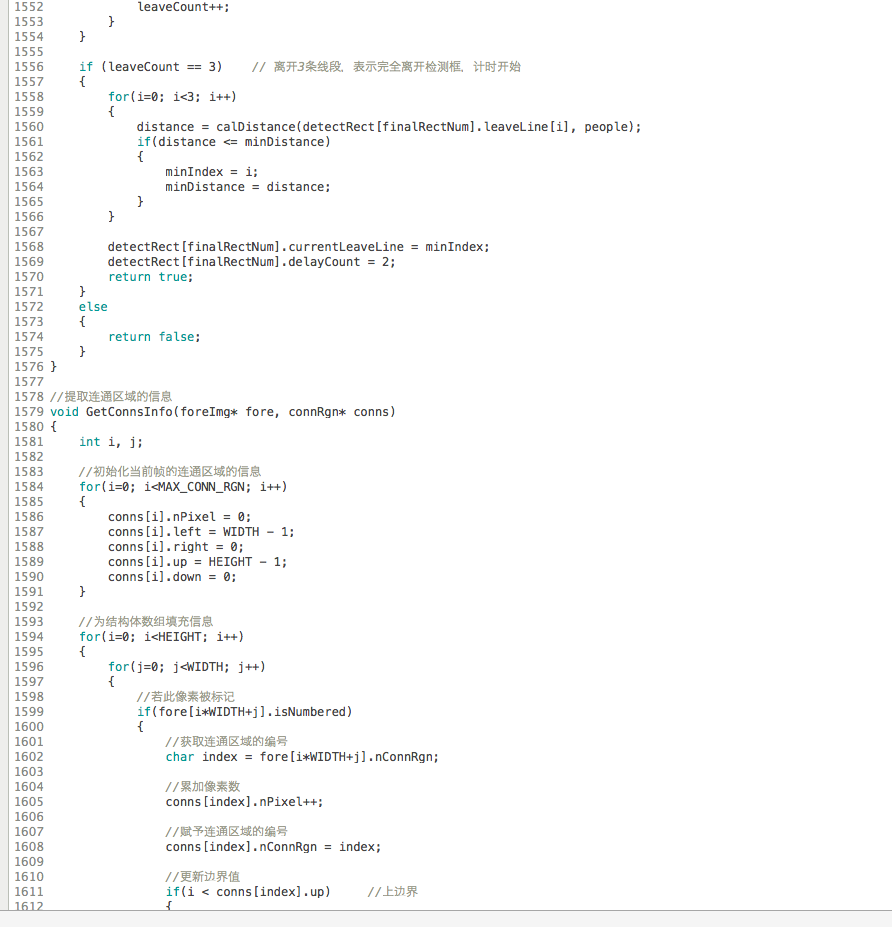 1552             leaveCount++;
1553         }
1554     }
1555
1556     if (leaveCount == 3)    // 离开3条线段，表示完全离开检测框，计时开始
1557     {
1558         for(i=0; i<3; i++)
1559         {
1560             distance = calDistance(detectRect[finalRectNum].leaveLine[i], people);
1561             if(distance <= minDistance)
1562             {
1563                 minIndex = i;
1564                 minDistance = distance;
1565             }
1566         }
1567
1568         detectRect[finalRectNum].currentLeaveLine = minIndex;
1569         detectRect[finalRectNum].delayCount = 2;
1570         return true;
1571     }
1572     else
1573     {
1574         return false;
1575     }
1576 }
1577
1578 //提取连通区域的信息
1579 void GetConnsInfo(foreImg* fore, connRgn* conns)
1580 {
1581     int i, j;
1582
1583     //初始化当前帧的连通区域的信息
1584     for(i=0; i<MAX_CONN_RGN; i++)
1585     {
1586         conns[i].nPixel = 0;
1587         conns[i].left = WIDTH - 1;
1588         conns[i].right = 0;
1589         conns[i].up = HEIGHT - 1;
1590         conns[i].down = 0;
1591     }
1592
1593     //为结构体数组填充信息
1594     for(i=0; i<HEIGHT; i++)
1595     {
1596         for(j=0; j<WIDTH; j++)
1597         {
1598             //若此像素被标记
1599             if(fore[i*WIDTH+j].isNumbered)
1600             {
1601                 //获取连通区域的编号
1602                 char index = fore[i*WIDTH+j].nConnRgn;
1603
1604                 //累加像素数
1605                 conns[index].nPixel++;
1606
1607                 //赋予连通区域的编号
1608                 conns[index].nConnRgn = index;
1609
1610                 //更新边界值
1611                 if(i < conns[index].up)     //上边界
1612                 {